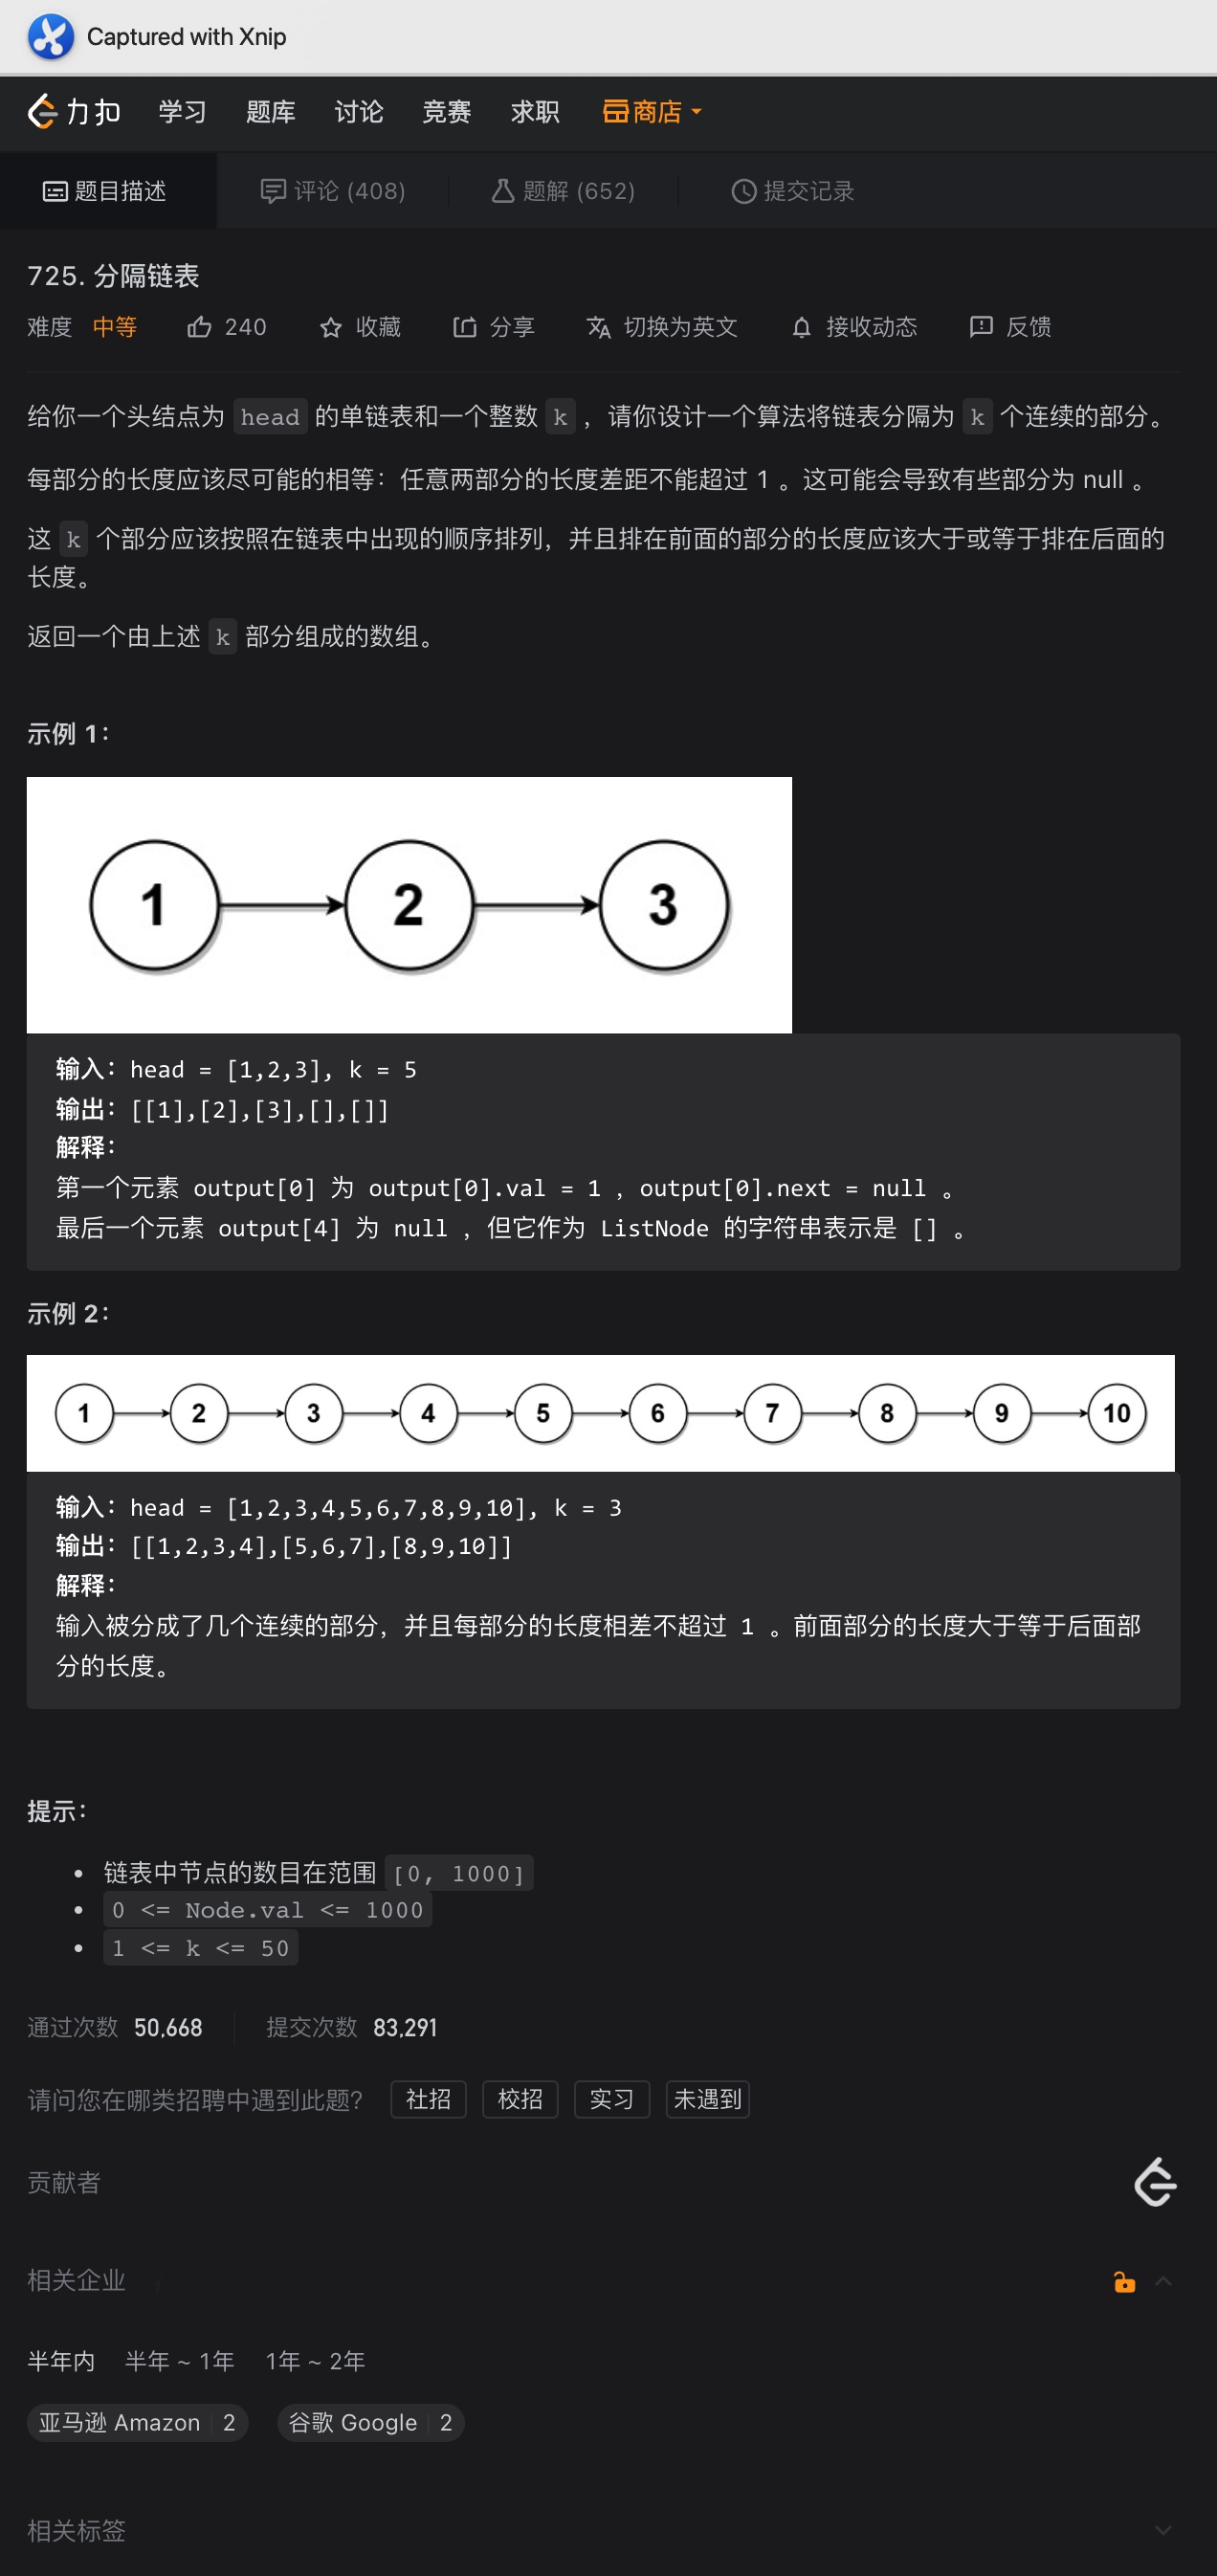 Captured with Xnip
力扣 学习 题库 讨论 竞赛 求职 商店
题目描述 评论 (408) 题解 (652) 提交记录
725. 分隔链表
难度 中等 240 收藏 分享 切换为英文 接收动态 反馈
给你一个头结点为 head 的单链表和一个整数 k ，请你设计一个算法将链表分隔为 k 个连续的部分。
每部分的长度应该尽可能的相等：任意两部分的长度差距不能超过 1 。这可能会导致有些部分为 null 。
这 k 个部分应该按照在链表中出现的顺序排列，并且排在前面的部分的长度应该大于或等于排在后面的
长度。
返回一个由上述 k 部分组成的数组。
示例 1：
1 2 3
输入：head = [1,2,3], k = 5
输出：[[1],[2],[3],[],[]]
解释：
第一个元素 output[0] 为 output[0].val = 1 ，output[0].next = null 。
最后一个元素 output[4] 为 null ，但它作为 ListNode 的字符串表示是 [] 。
示例 2：
1 2 3 4 5 6 7 8 9 10
输入：head = [1,2,3,4,5,6,7,8,9,10], k = 3
输出：[[1,2,3,4],[5,6,7],[8,9,10]]
解释：
输入被分成了几个连续的部分，并且每部分的长度相差不超过 1 。前面部分的长度大于等于后面部
分的长度。
提示：
• 链表中节点的数目在范围 [0, 1000]
• 0 <= Node.val <= 1000
• 1 <= k <= 50
通过次数 50,668 提交次数 83,291
请问您在哪类招聘中遇到此题？ 社招 校招 实习 未遇到
贡献者
相关企业
半年内 半年 ~ 1年 1年 ~ 2年
亚马逊 Amazon 2 谷歌 Google 2
相关标签